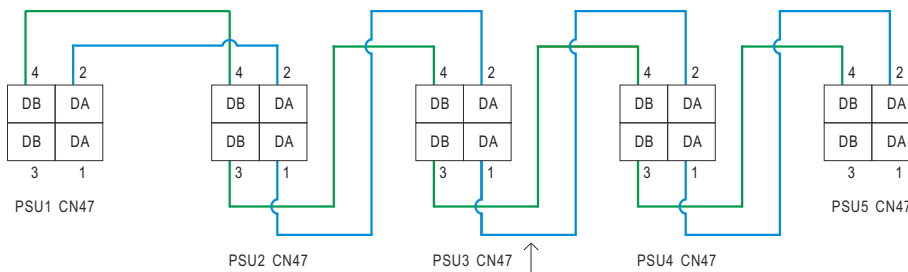 4 2 4 2 4 2 4 2 4 2
DB DA DB DA DB DA DB DA DB DA
DB DA DB DA DB DA DB DA DB DA
3 1 3 1 3 1 3 1 3 1
PSU1 CN47 PSU5 CN47
PSU2 CN47 PSU3 CN47 PSU4 CN47